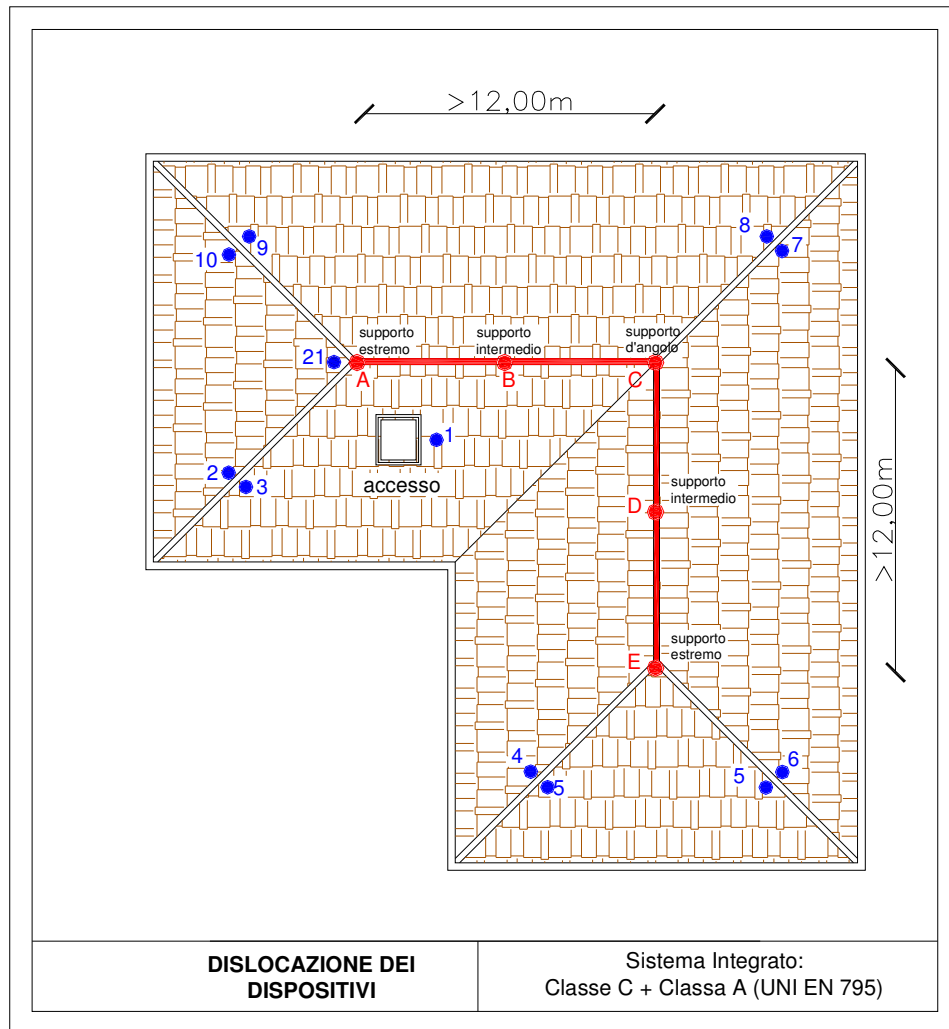 >12,00m
8
9
7
10
supporto
estremo
supporto
intermedio
supporto
d'angolo
21
A
B
C
1
accesso
2
3
supporto
intermedio
D
>12,00m
supporto
estremo
E
4
5
5
6
DISLOCAZIONE DEI
DISPOSITIVI
Sistema Integrato:
Classe C + Classa A (UNI EN 795)